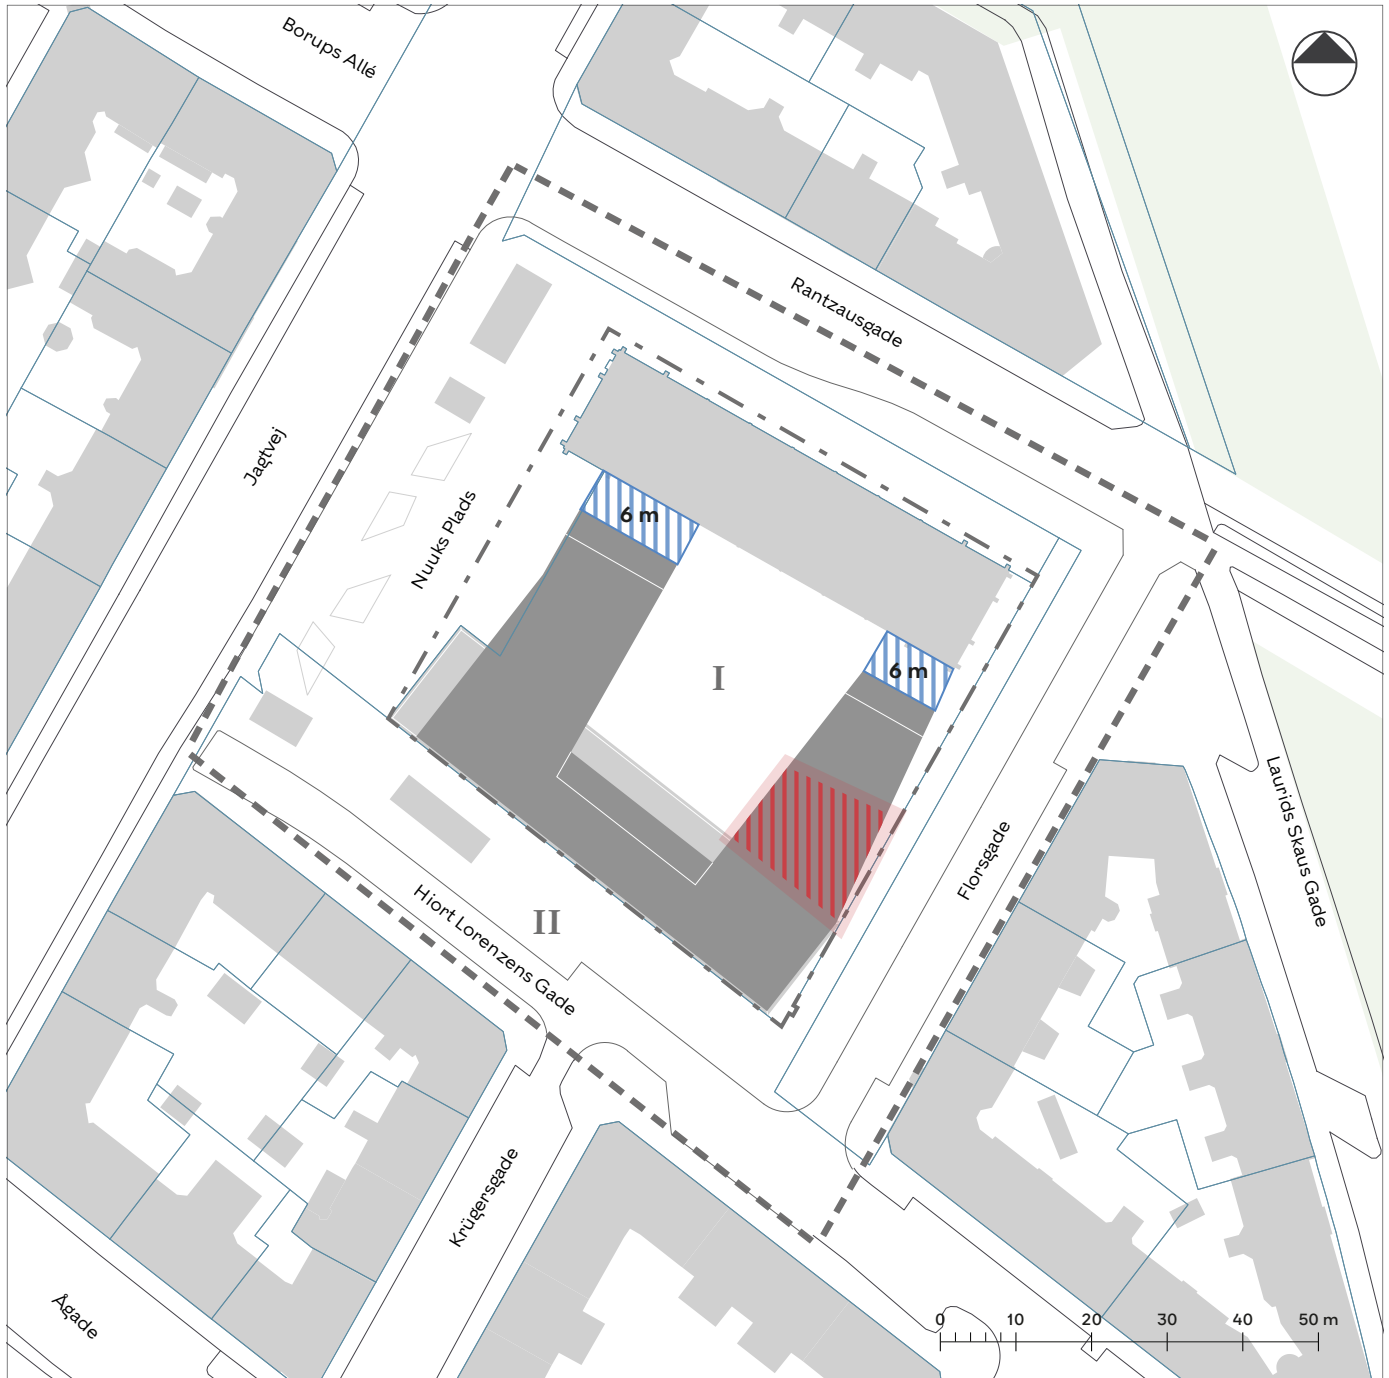 Borups Allé
Rantzausgade
Jagtvej
Nuuks Plads
6 m
6 m
I
Florsgade
Laurids Skaus Gade
II
Hiort Lorenzens Gade
Krügersgade
Ågade
0 10 20 30 40 50 m